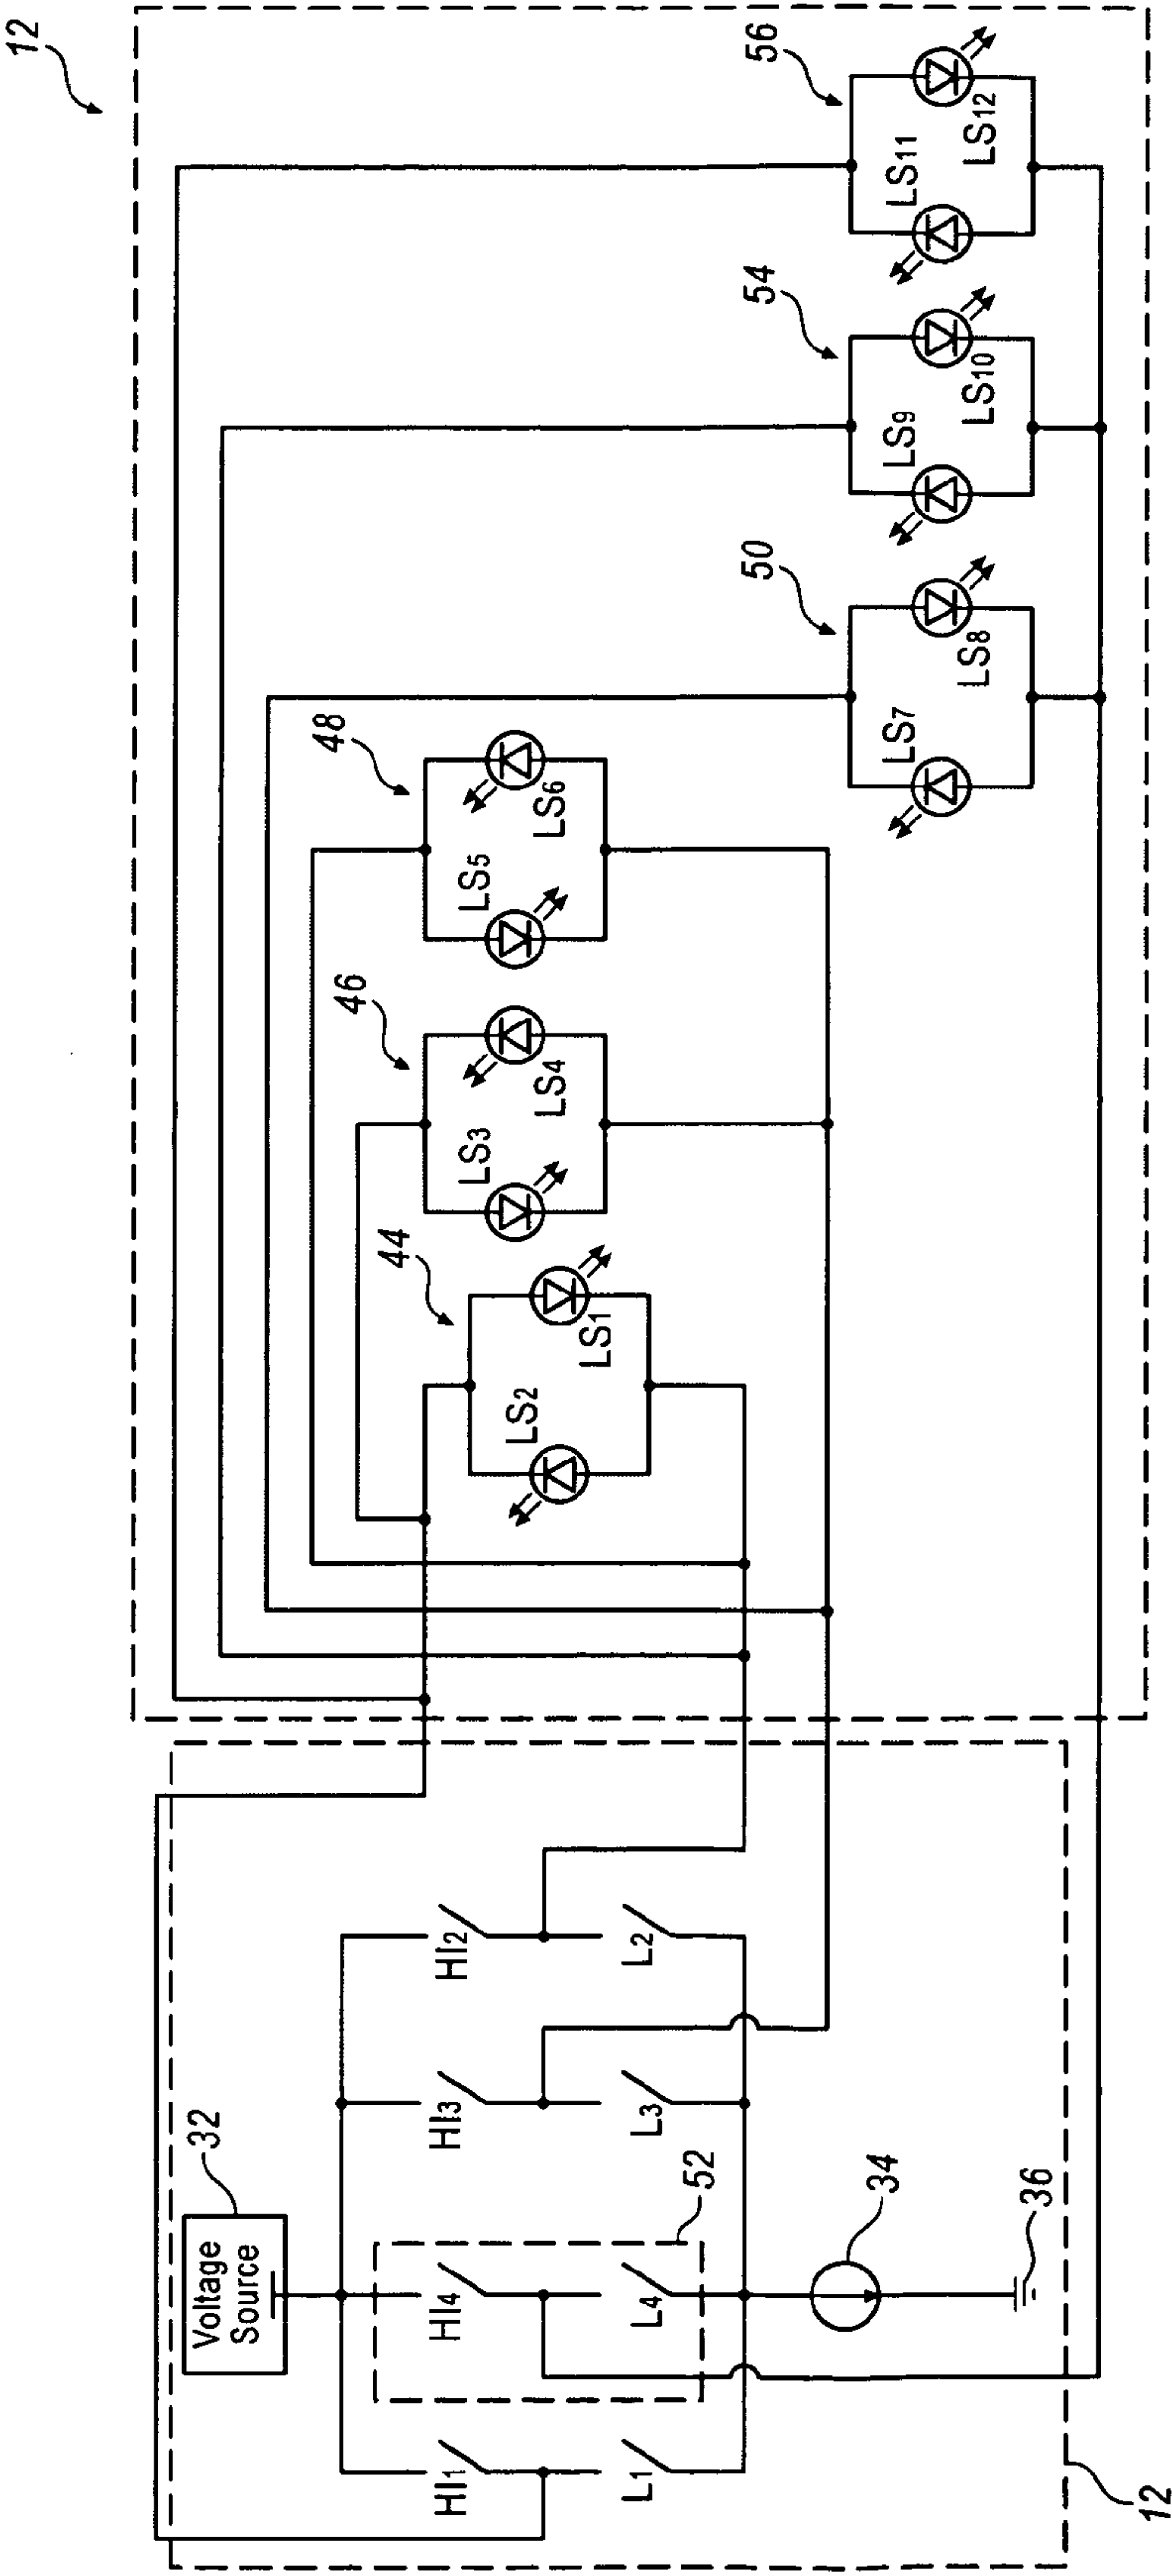 12
56
LS12
LS11
54
LS10
LS9
50
LS8
LS7
48
LS6
LS5
46
LS4
LS3
44
LS1
LS2
HI2
L2
HI3
L3
32
Voltage
Source
52
HI4
L4
34
36
HI1
L1
12